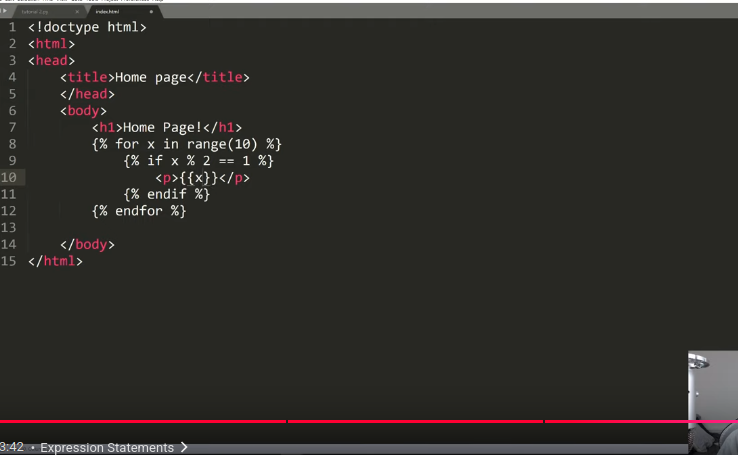 tutorial 2.py × index.html
1 <!doctype html>
2 <html>
3 <head>
4 <title>Home page</title>
5 </head>
6 <body>
7 <h1>Home Page!</h1>
8 {% for x in range(10) %}
9 {% if x % 2 == 1 %}
10 <p>{{x}}</p>
11 {% endif %}
12 {% endfor %}
13
14 </body>
15 </html>
3:42 • Expression Statements >